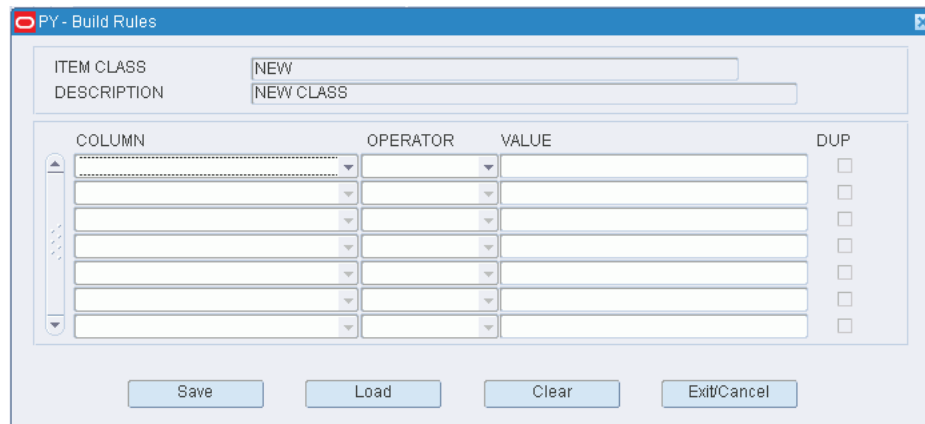 PY - Build Rules
ITEM CLASS NEW
DESCRIPTION NEW CLASS
COLUMN OPERATOR VALUE DUP
Save Load Clear Exit/Cancel